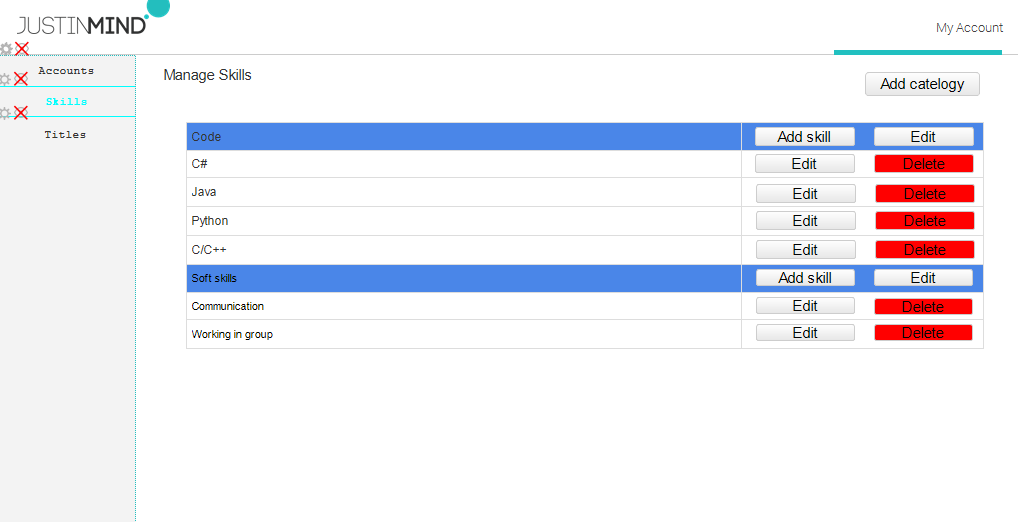 JUSTINMIND
My Account
Accounts
Skills
Titles
Manage Skills
Add catelogy
Code Add skill Edit
C# Edit Delete
Java Edit Delete
Python Edit Delete
C/C++ Edit Delete
Soft skills Add skill Edit
Communication Edit Delete
Working in group Edit Delete